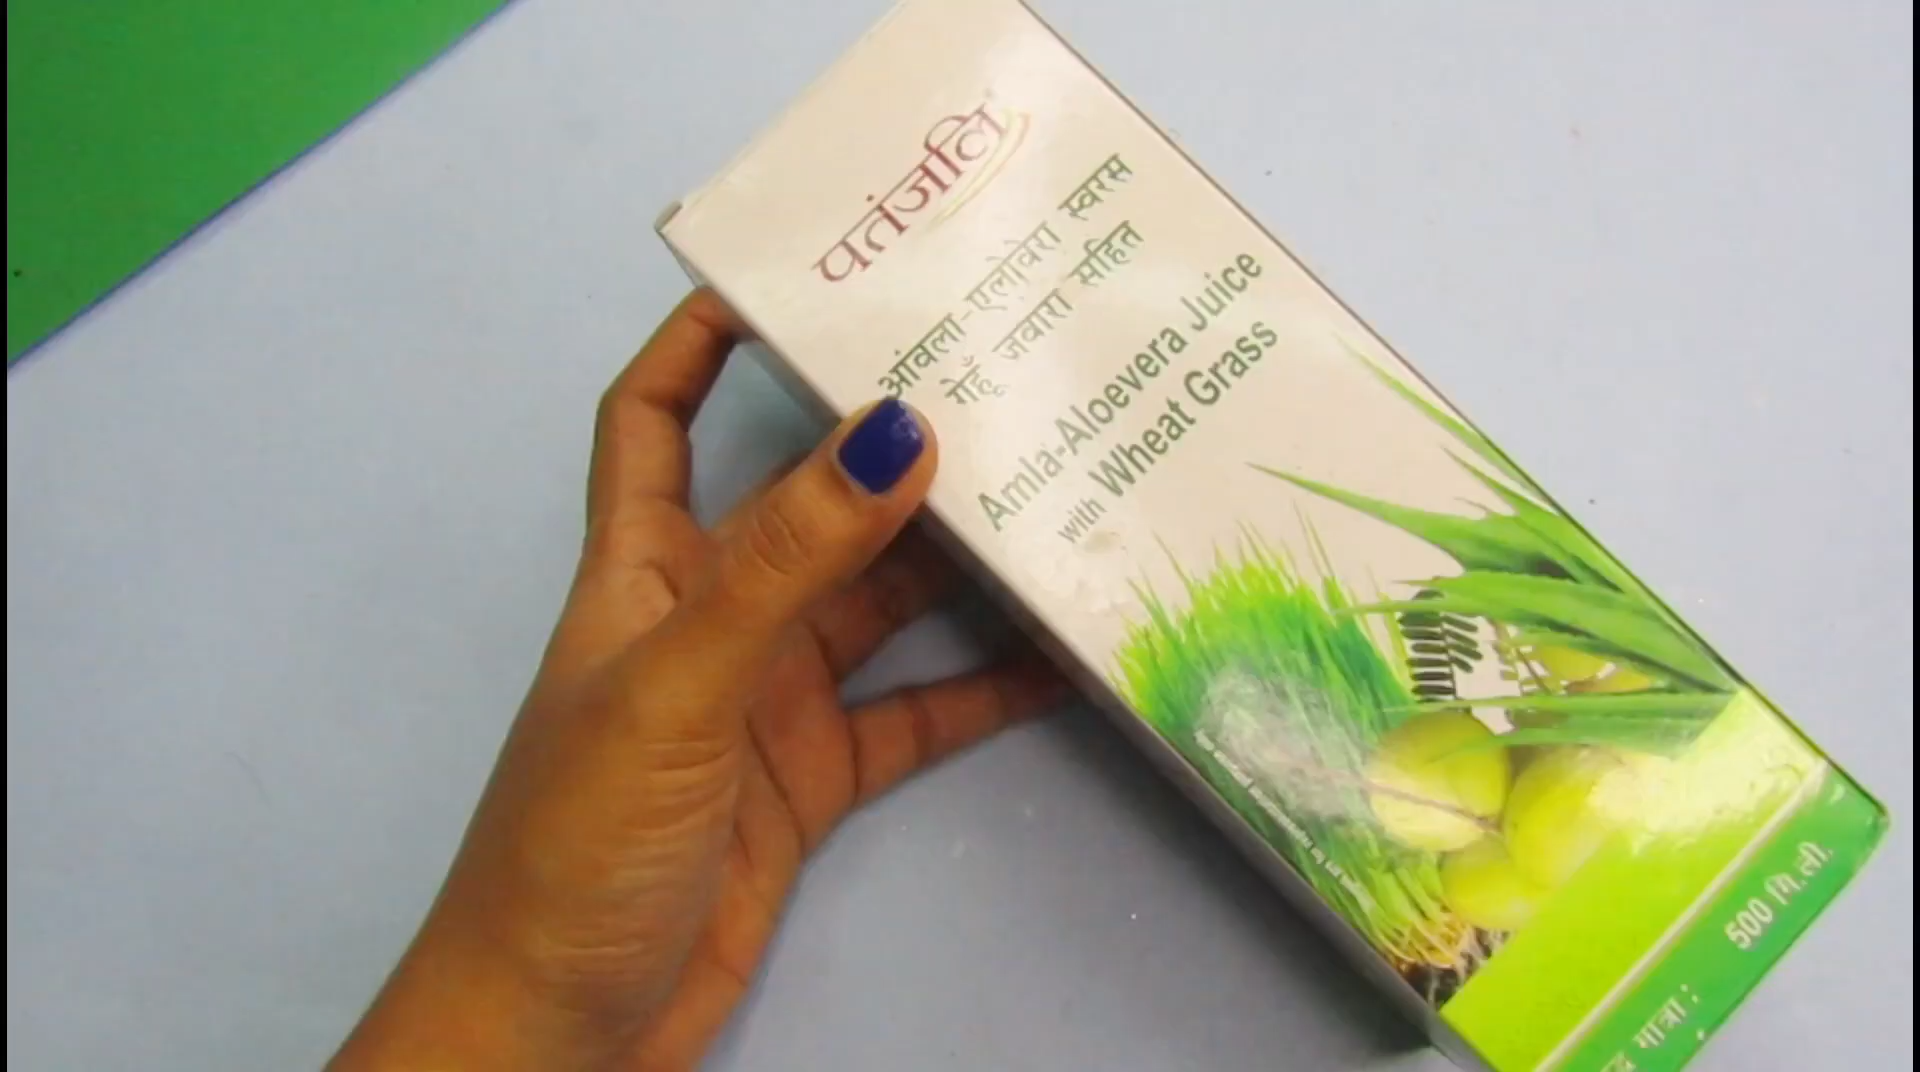 पतंजलि
आंवला-एलोवेरा स्वरस
गेहूँ जवारा सहित
Amla-Aloevera Juice
with Wheat Grass
500 मि.ली.
मात्रा :